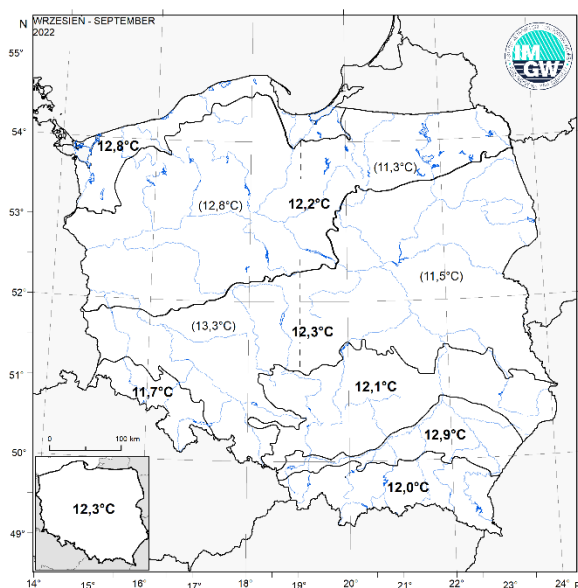 WRZESIEŃ - SEPTEMBER
2022
N
IM
GW
55°
54°
12,8°C
(11,3°C)
53°
(12,8°C)
12,2°C
(11,5°C)
52°
(13,3°C)
12,3°C
51°
11,7°C
12,1°C
0 100 km
12,9°C
50°
12,0°C
12,3°C
49°
14° 15° 16° 17° 18° 19° 20° 21° 22° 23° 24° E